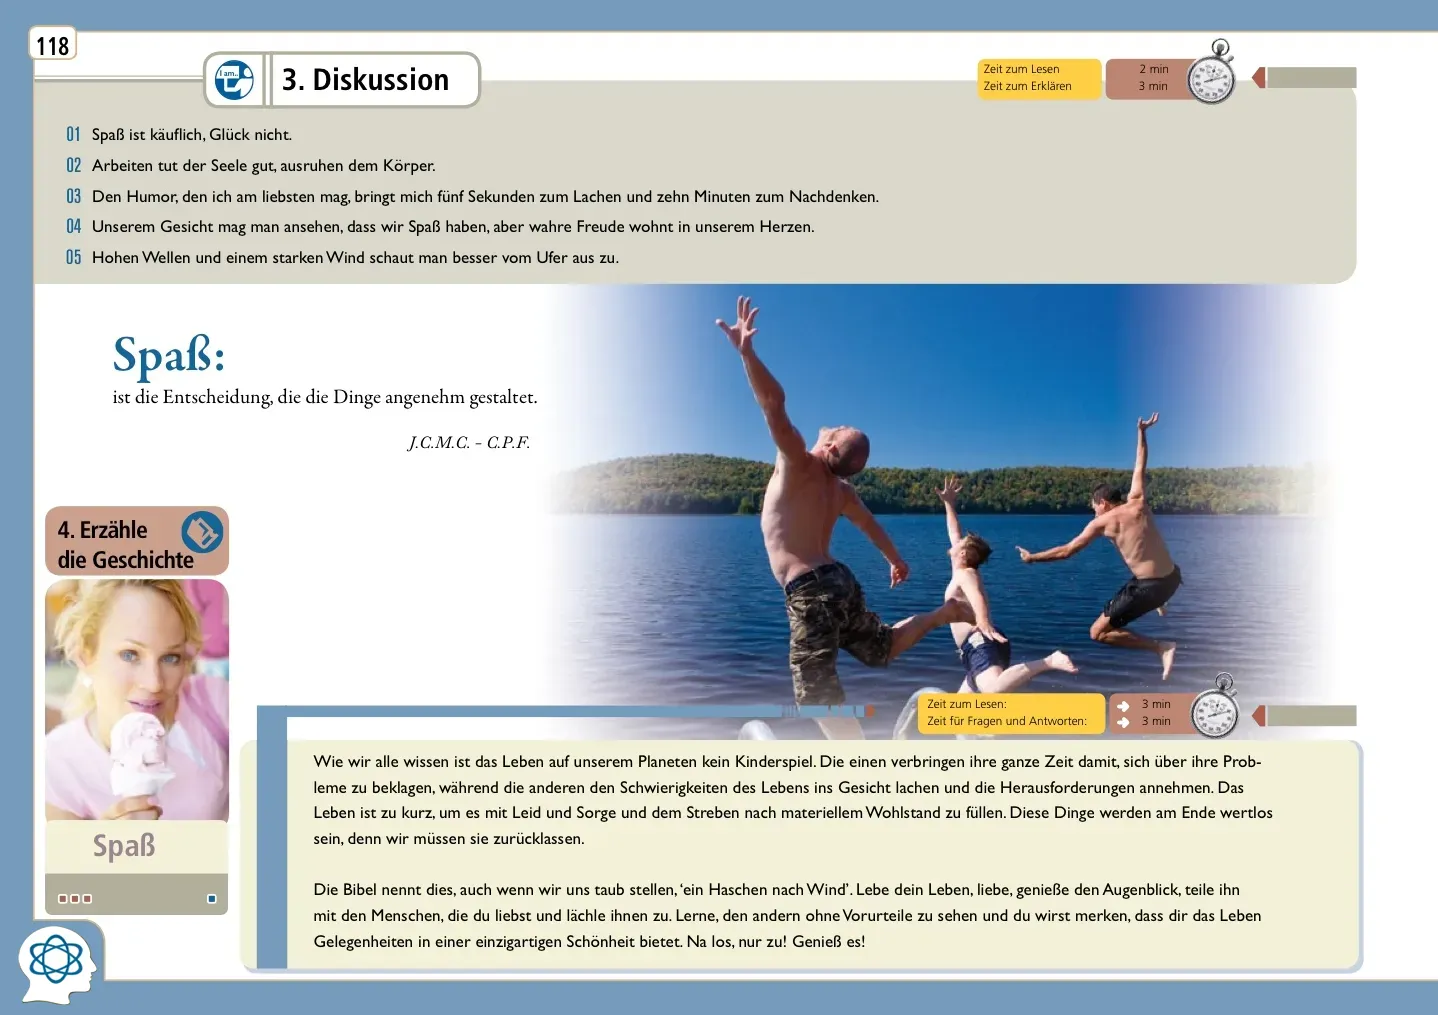 118
I am...
3. Diskussion
Zeit zum Lesen 2 min
Zeit zum Erklären 3 min
01 Spaß ist käuflich, Glück nicht.
02 Arbeiten tut der Seele gut, ausruhen dem Körper.
03 Den Humor, den ich am liebsten mag, bringt mich fünf Sekunden zum Lachen und zehn Minuten zum Nachdenken.
04 Unserem Gesicht mag man ansehen, dass wir Spaß haben, aber wahre Freude wohnt in unserem Herzen.
05 Hohen Wellen und einem starken Wind schaut man besser vom Ufer aus zu.
Spaß:
ist die Entscheidung, die die Dinge angenehm gestaltet.
J.C.M.C. - C.P.F.
4. Erzähle
die Geschichte
Spaß
Zeit zum Lesen: 3 min
Zeit für Fragen und Antworten: 3 min
Wie wir alle wissen ist das Leben auf unserem Planeten kein Kinderspiel. Die einen verbringen ihre ganze Zeit damit, sich über ihre Prob-
leme zu beklagen, während die anderen den Schwierigkeiten des Lebens ins Gesicht lachen und die Herausforderungen annehmen. Das
Leben ist zu kurz, um es mit Leid und Sorge und dem Streben nach materiellem Wohlstand zu füllen. Diese Dinge werden am Ende wertlos
sein, denn wir müssen sie zurücklassen.
Die Bibel nennt dies, auch wenn wir uns taub stellen, ‘ein Haschen nach Wind’. Lebe dein Leben, liebe, genieße den Augenblick, teile ihn
mit den Menschen, die du liebst und lächle ihnen zu. Lerne, den andern ohne Vorurteile zu sehen und du wirst merken, dass dir das Leben
Gelegenheiten in einer einzigartigen Schönheit bietet. Na los, nur zu! Genieß es!